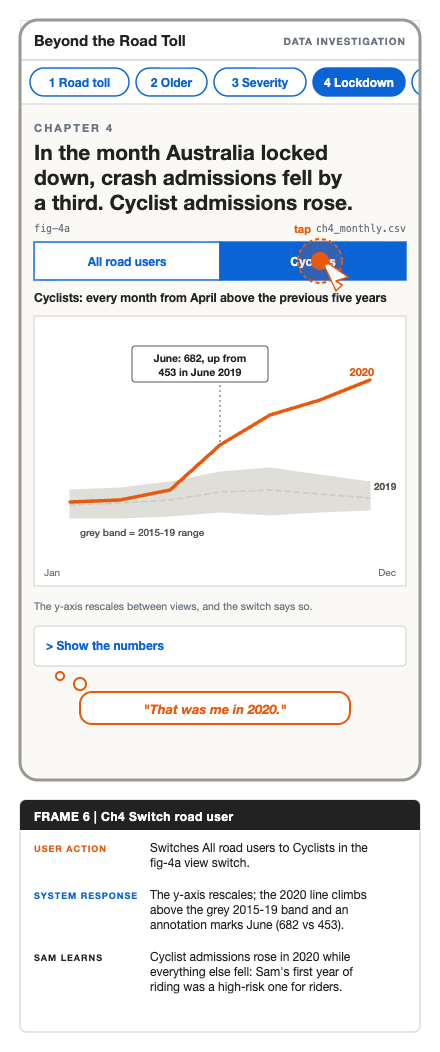 Beyond the Road Toll
DATA INVESTIGATION
1 Road toll
2 Older
3 Severity
4 Lockdown
CHAPTER 4
In the month Australia locked
down, crash admissions fell by
a third. Cyclist admissions rose.
fig-4a
tap ch4_monthly.csv
All road users
Cyclists: every month from April above the previous five years
June: 682, up from
453 in June 2019
2020
2019
grey band = 2015-19 range
Jan
Dec
The y-axis rescales between views, and the switch says so.
> Show the numbers
"That was me in 2020."
FRAME 6 | Ch4 Switch road user
USER ACTION
Switches All road users to Cyclists in the
fig-4a view switch.
SYSTEM RESPONSE
The y-axis rescales; the 2020 line climbs
above the grey 2015-19 band and an
annotation marks June (682 vs 453).
SAM LEARNS
Cyclist admissions rose in 2020 while
everything else fell: Sam's first year of
riding was a high-risk one for riders.